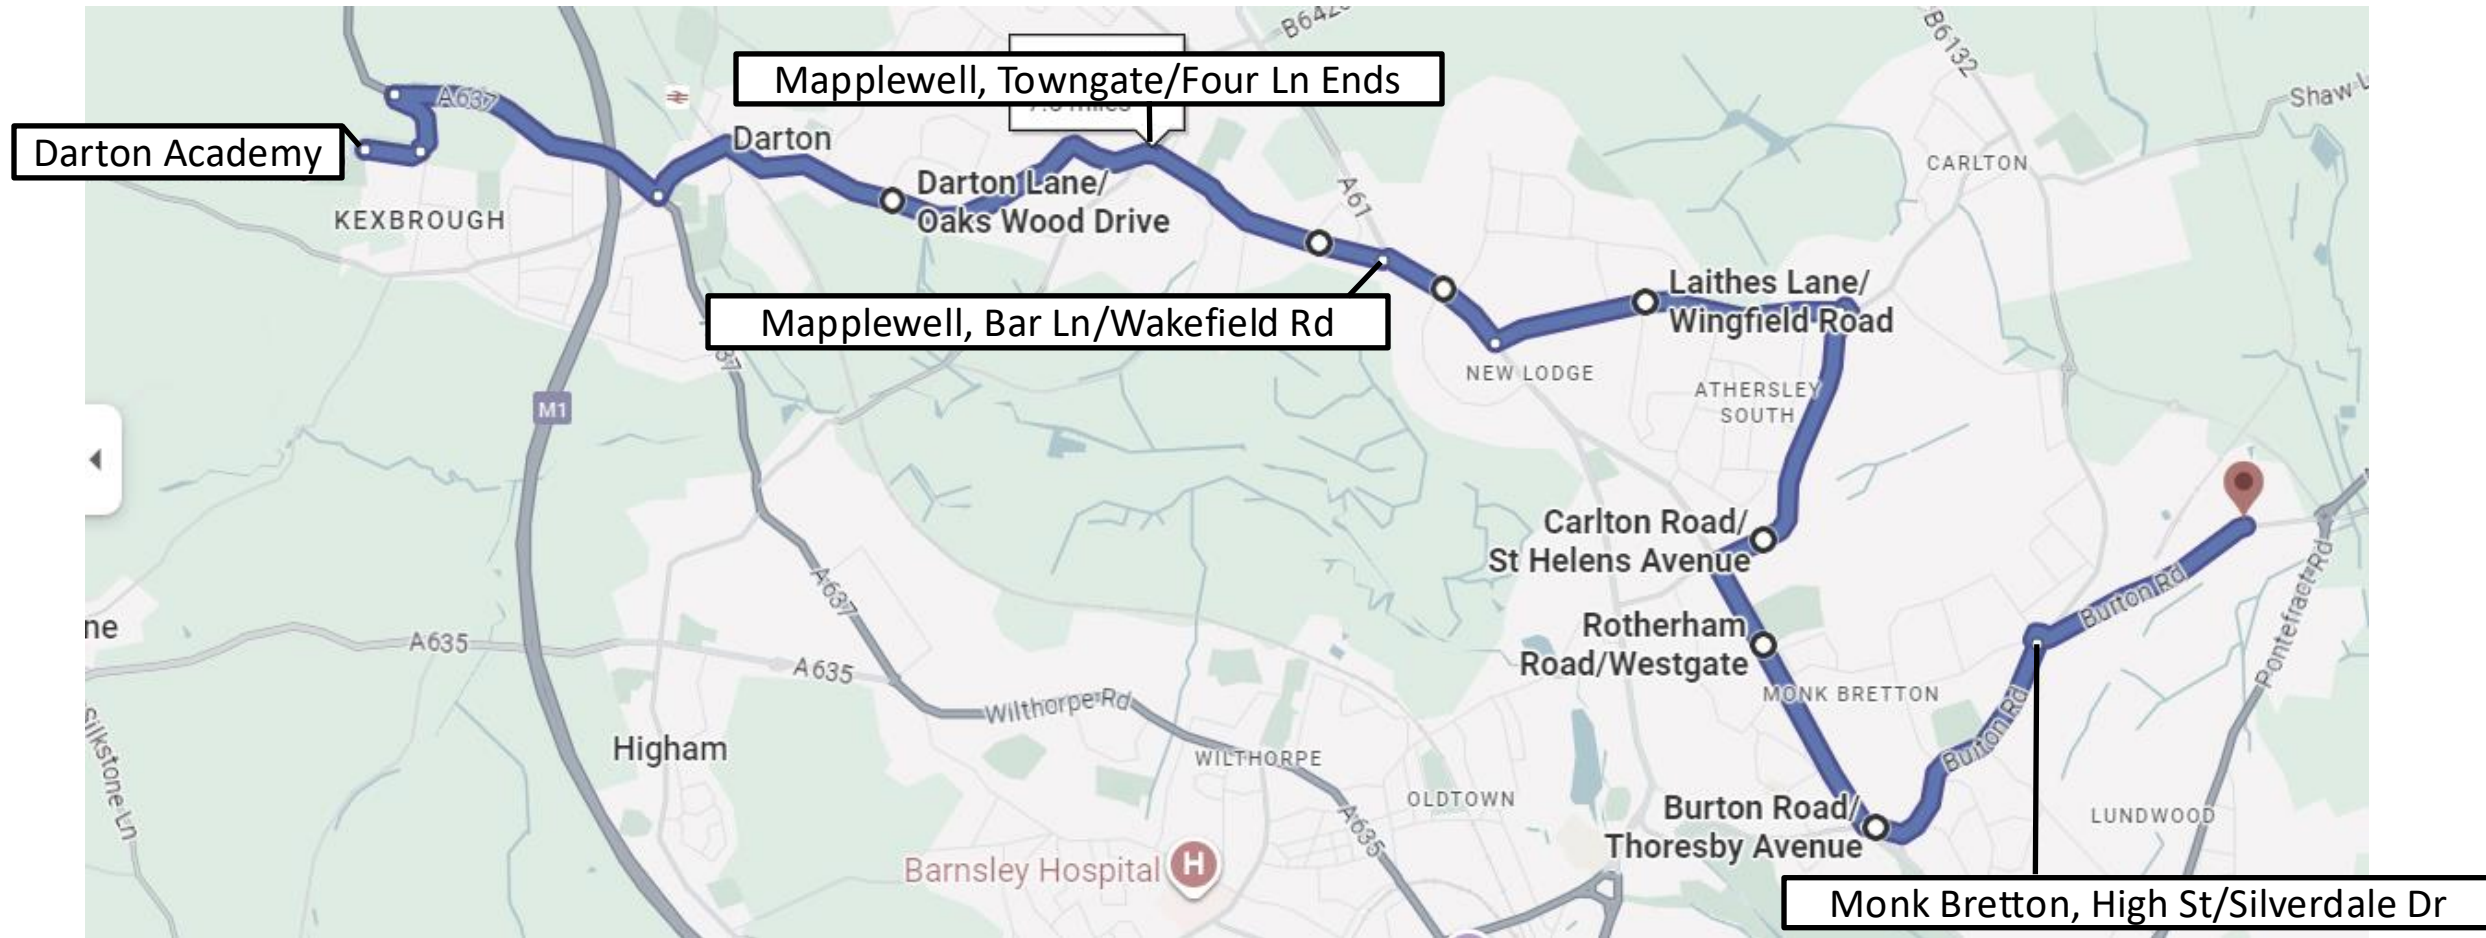 B642
B6132
Shaw L
Mapplewell, Towngate/Four Ln Ends
A637
Darton Academy
Darton
CARLTON
Darton Lane/
Oaks Wood Drive
A61
KEXBROUGH
Laithes Lane/
Wingfield Road
Mapplewell, Bar Ln/Wakefield Rd
37
NEW LODGE
ATHERSLEY
SOUTH
M1
Carlton Road/
St Helens Avenue
A637
Burton Rd
Pontefract Rd
ne
A635
A635
Rotherham
Road/Westgate
MONK BRETTON
Wilthorpe Rd
Burton Rd
Silkstone Ln
Higham
WILTHORPE
OLDTOWN
A635
Burton Road/
Thoresby Avenue
LUNDWOOD
Barnsley Hospital
H
Monk Bretton, High St/Silverdale Dr